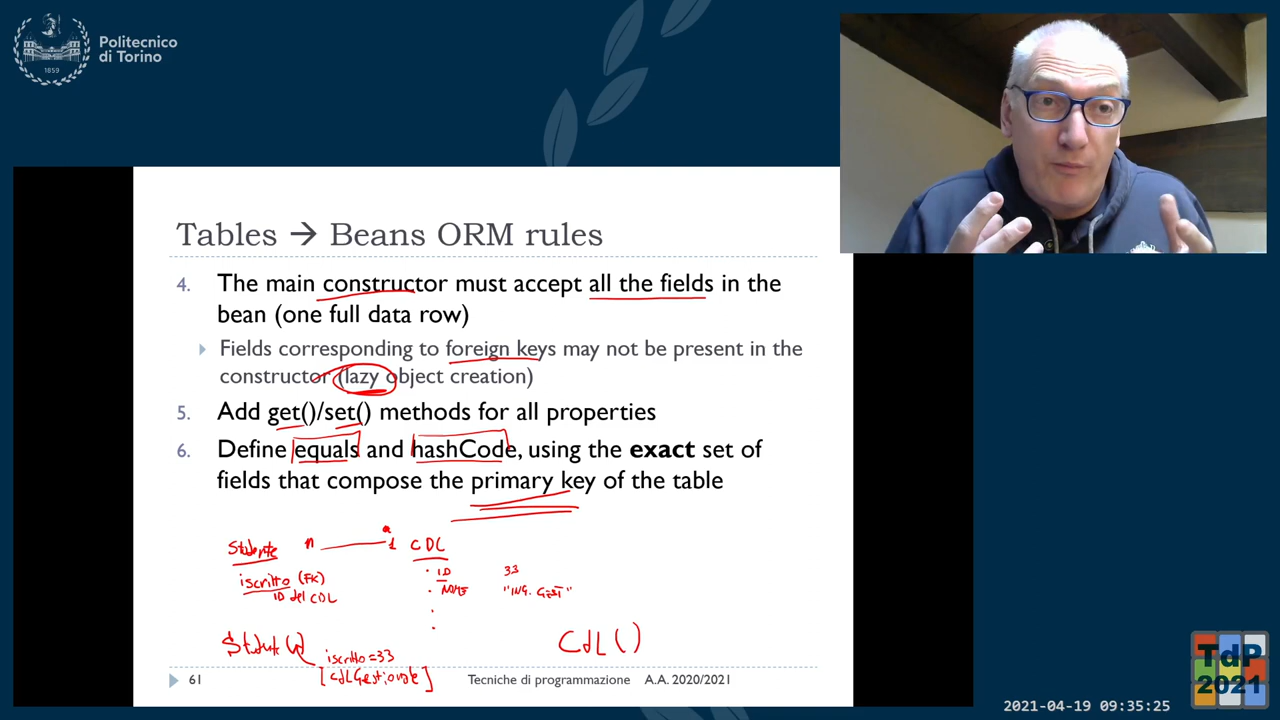 Politecnico
di Torino
1859
Tables → Beans ORM rules
4. The main constructor must accept all the fields in the
bean (one full data row)
Fields corresponding to foreign keys may not be present in the
constructor (lazy object creation)
5. Add get()/set() methods for all properties
6. Define equals and hashCode, using the exact set of
fields that compose the primary key of the table
Studente n 1 CDL
iscritto (FK)
ID del CDL
ID 33
NOME "ING. GEST"
CdL()
iscritto=33
[CdLGestionale]
61 Tecniche di programmazione A.A. 2020/2021
TdP
2021
2021-04-19 09:35:25